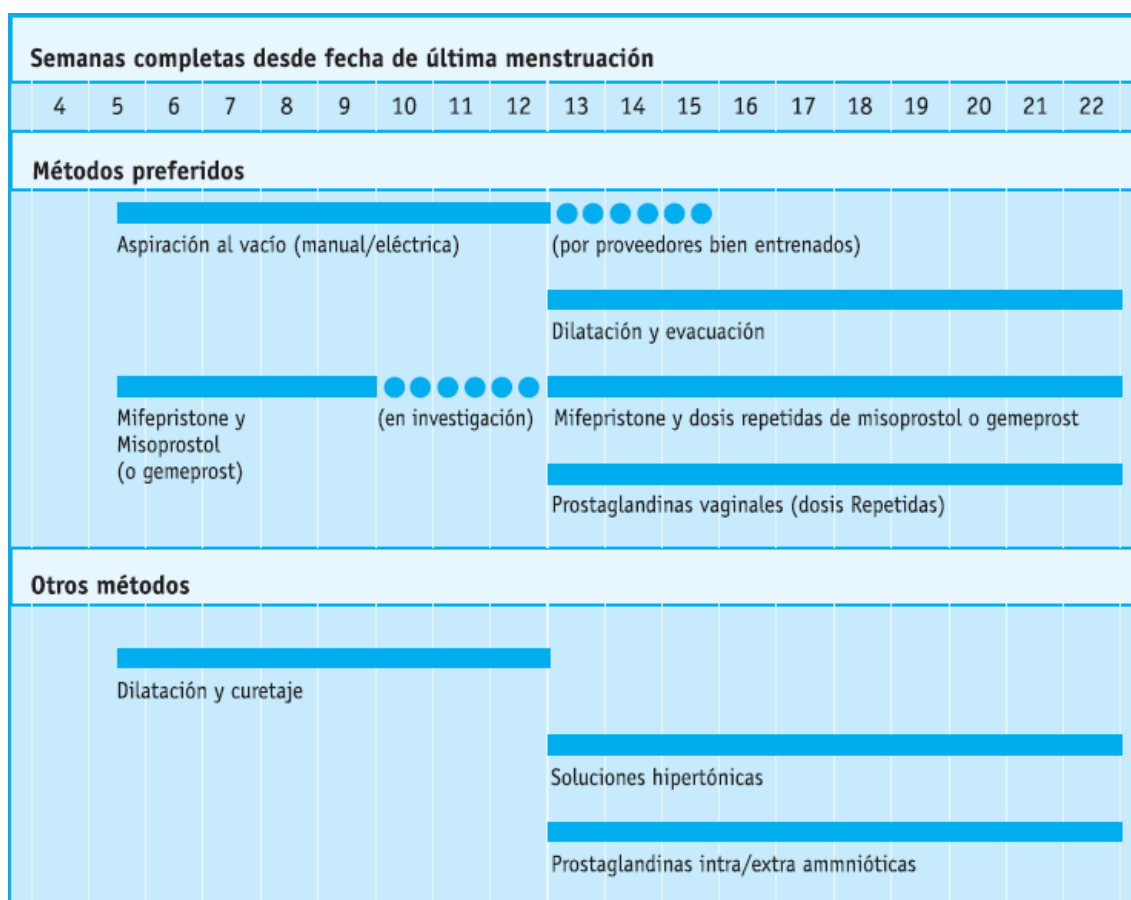 Semanas completas desde fecha de última menstruación
4 5 6 7 8 9 10 11 12 13 14 15 16 17 18 19 20 21 22
Métodos preferidos
Aspiración al vacío (manual/eléctrica) (por proveedores bien entrenados)
Dilatación y evacuación
Mifepristone y (en investigación) Mifepristone y dosis repetidas de misoprostol o gemeprost
Misoprostol
(o gemeprost)
Prostaglandinas vaginales (dosis Repetidas)
Otros métodos
Dilatación y curetaje
Soluciones hipertónicas
Prostaglandinas intra/extra ammnióticas